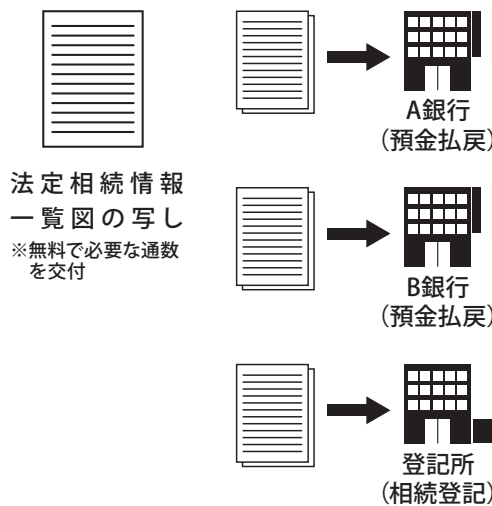 法定相続情報
一覧図の写し
※無料で必要な通数
を交付
A銀行
（預金払戻）
B銀行
（預金払戻）
登記所
（相続登記）